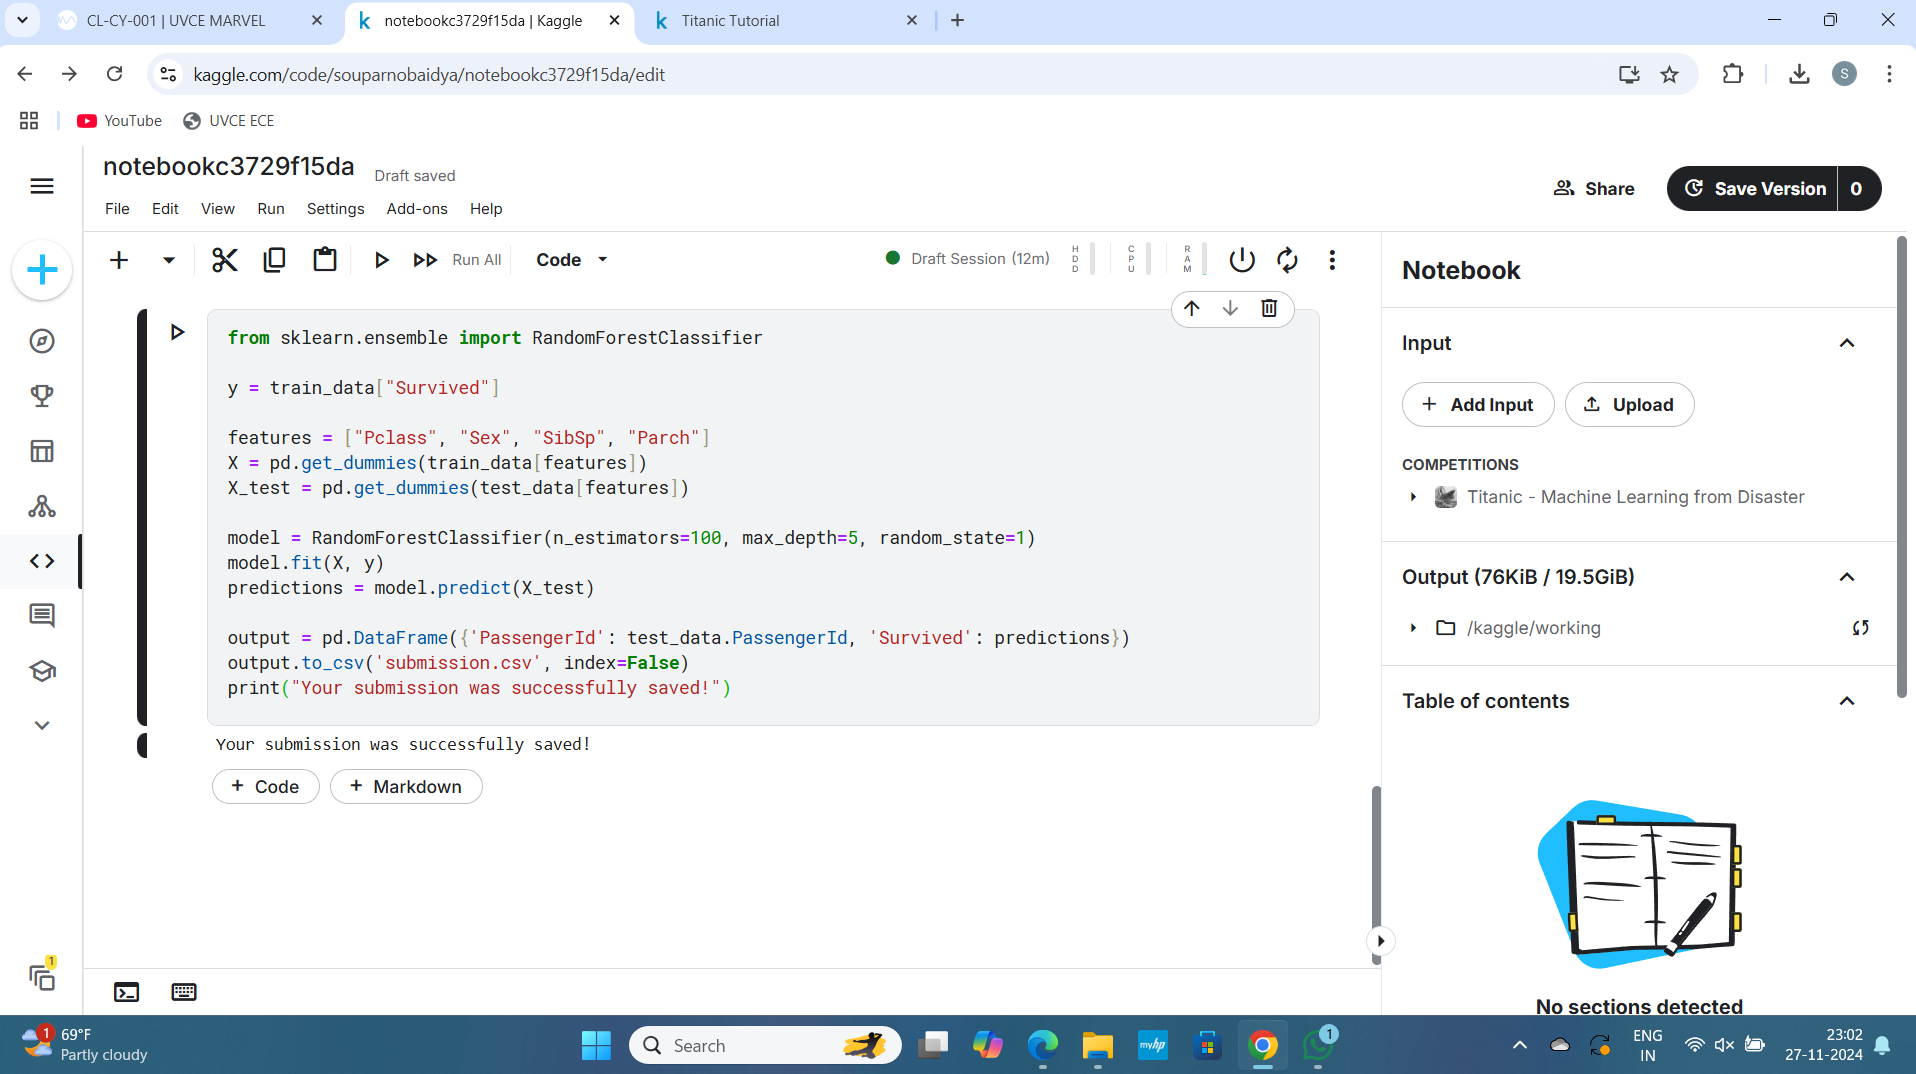 CL-CY-001 | UVCE MARVEL
notebookc3729f15da | Kaggle
Titanic Tutorial
kaggle.com/code/souparnobaidya/notebookc3729f15da/edit
S
YouTube
UVCE ECE
notebookc3729f15da
Draft saved
Share
Save Version
0
File
Edit
View
Run
Settings
Add-ons
Help
Run All
Code
Draft Session (12m)
HDD
CPU
RAM
from sklearn.ensemble import RandomForestClassifier
y = train_data["Survived"]
features = ["Pclass", "Sex", "SibSp", "Parch"]
X = pd.get_dummies(train_data[features])
X_test = pd.get_dummies(test_data[features])
model = RandomForestClassifier(n_estimators=100, max_depth=5, random_state=1)
model.fit(X, y)
predictions = model.predict(X_test)
output = pd.DataFrame({'PassengerId': test_data.PassengerId, 'Survived': predictions})
output.to_csv('submission.csv', index=False)
print("Your submission was successfully saved!")
Your submission was successfully saved!
+ Code
+ Markdown
Notebook
Input
+ Add Input
Upload
COMPETITIONS
Titanic - Machine Learning from Disaster
Output (76KiB / 19.5GiB)
/kaggle/working
Table of contents
No sections detected
1
1
69°F
Partly cloudy
Search
myhp
1
ENG
IN
23:02
27-11-2024